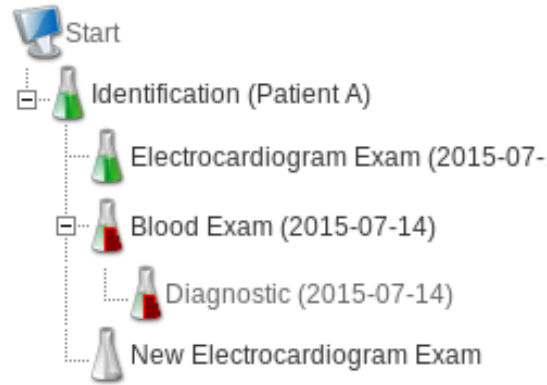 Start
Identification (Patient A)
Electrocardiogram Exam (2015-07-
Blood Exam (2015-07-14)
Diagnostic (2015-07-14)
New Electrocardiogram Exam